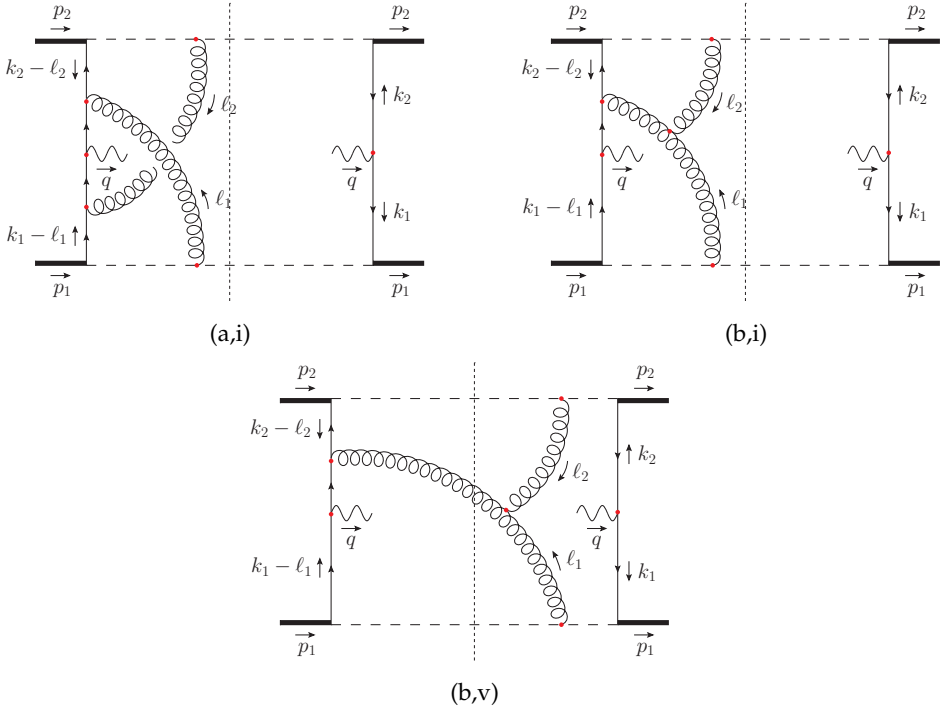 p₂ p₂
k₂ − ℓ₂ ℓ₂ k₂
q q
k₁ − ℓ₁ ℓ₁ k₁
p₁ p₁
(a,i)
p₂ p₂
k₂ − ℓ₂ ℓ₂ k₂
q q
k₁ − ℓ₁ ℓ₁ k₁
p₁ p₁
(b,i)
p₂ p₂
k₂ − ℓ₂ ℓ₂ k₂
q q
k₁ − ℓ₁ ℓ₁ k₁
p₁ p₁
(b,v)